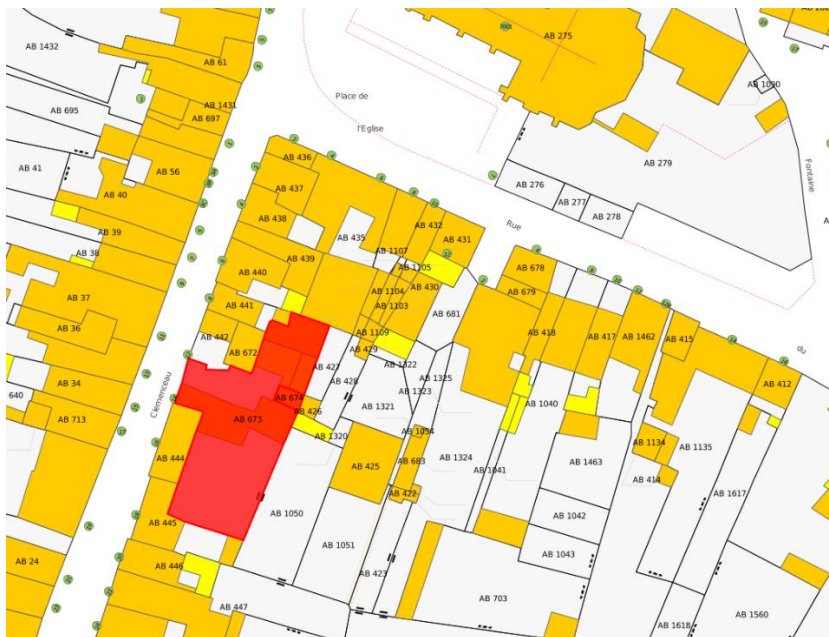 AB 1432
AB 61
AB 1431
AB 697
AB 695
AB 56
AB 41
AB 40
AB 39
AB 38
AB 37
AB 36
AB 34
640
AB 713
AB 24
Clemenceau
AB 275
AB 1090
Place de
l'Eglise
AB 279
Fontaine
AB 276
AB 277
AB 278
Rue
du
AB 436
AB 437
AB 438
AB 435
AB 432
AB 431
AB 1107
AB 1105
AB 439
AB 440
AB 1104
AB 430
AB 1103
AB 441
AB 681
AB 442
AB 1109
AB 672
AB 429
AB 427
AB 1322
AB 428
AB 1325
AB 1323
AB 674
AB 1321
AB 426
AB 673
AB 1320
AB 1054
AB 444
AB 425
AB 683
AB 1324
AB 1041
AB 422
AB 445
AB 1050
AB 1051
AB 446
AB 423
AB 447
AB 703
AB 678
AB 679
AB 418
AB 417
AB 1462
AB 415
AB 412
AB 1040
AB 1134
AB 1135
AB 1463
AB 414
AB 1617
AB 1042
AB 1043
AB 1618
AB 1560